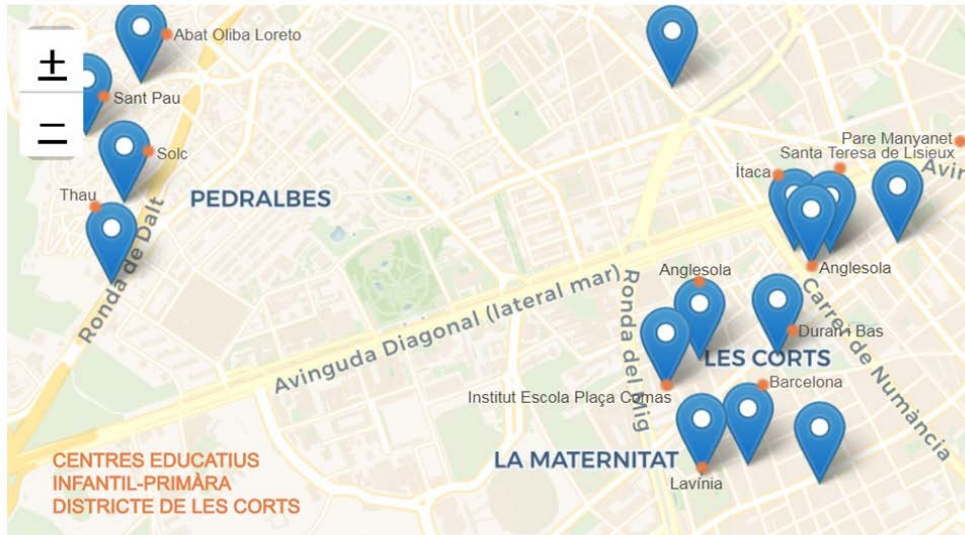 ±
Abat Oliba Loreto
Sant Pau
Solc
Thau
PEDRALBES
Pare Manyanet
Santa Teresa de Lisieux
Ítaca
Avin
Anglesola
Anglesola
Ronda de Dalt
Avinguda Diagonal (lateral mar)
Ronda del Mig
Carrer de Numància
Duran i Bas
LES CORTS
Institut Escola Plaça Comas
Barcelona
LA MATERNITAT
Lavínia
CENTRES EDUCATIUS
INFANTIL-PRIMÀRA
DISTRICTE DE LES CORTS